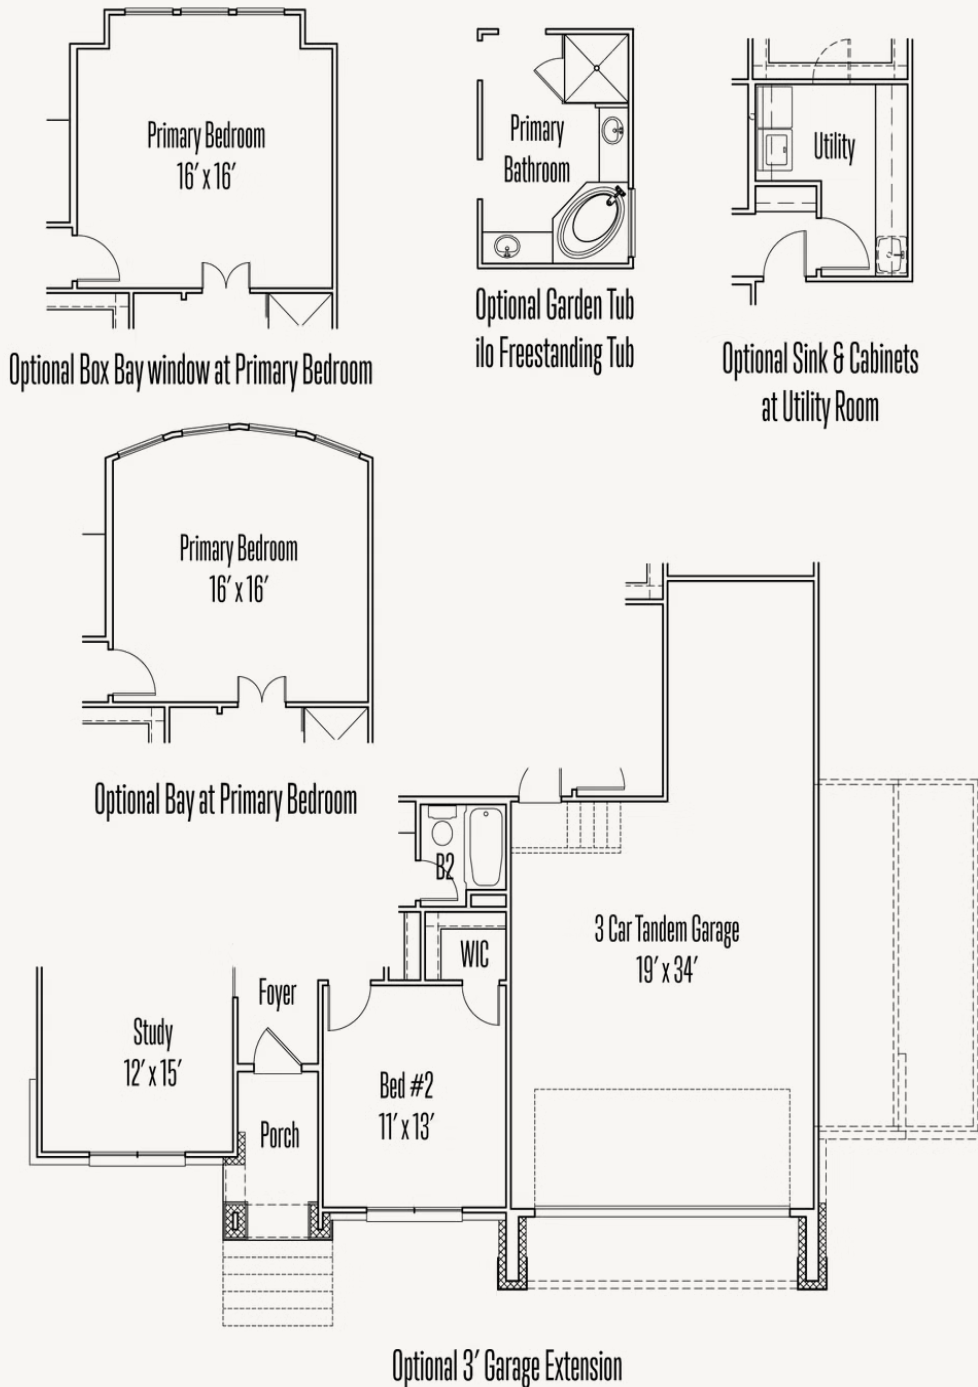 Primary Bedroom
16' x 16'
Optional Box Bay window at Primary Bedroom
Primary
Bathroom
Optional Garden Tub
ilo Freestanding Tub
Utility
Optional Sink & Cabinets
at Utility Room
Primary Bedroom
16' x 16'
Optional Bay at Primary Bedroom
B2
WIC
3 Car Tandem Garage
19' x 34'
Foyer
Study
12' x 15'
Bed #2
11' x 13'
Porch
Optional 3' Garage Extension